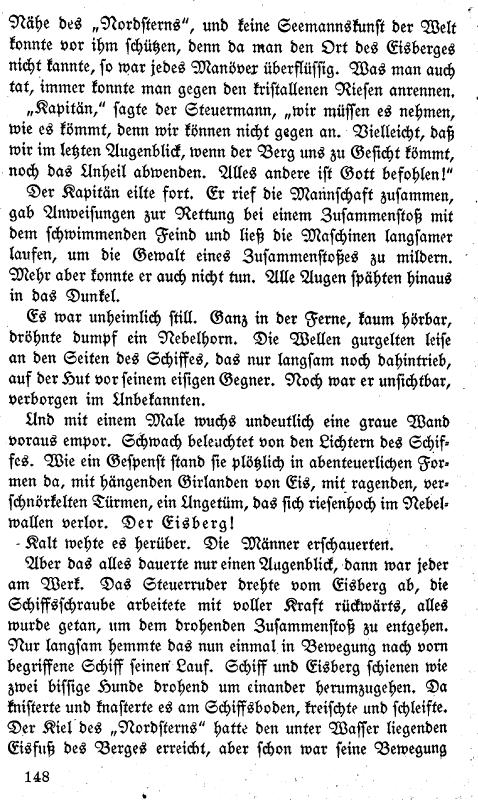 Nähe des „Nordsterns“, und keine Seemannskunst der Welt
konnte vor ihm schützen, denn da man den Ort des Eisberges
nicht kannte, so war jedes Manöver überflüssig. Was man auch
tat, immer konnte man gegen den kristallenen Riesen anrennen.
„Kapitän,“ sagte der Steuermann, „wir müssen es nehmen,
wie es kömmt, denn wir können nicht gegen an. Vielleicht, daß
wir im letzten Augenblick, wenn der Berg uns zu Gesicht kömmt,
noch das Unheil abwenden. Alles andere ist Gott befohlen!“
Der Kapitän eilte fort. Er rief die Mannschaft zusammen,
gab Anweisungen zur Rettung bei einem Zusammenstoß mit
dem schwimmenden Feind und ließ die Maschinen langsamer
laufen, um die Gewalt eines Zusammenstoßes zu mildern.
Mehr aber konnte er auch nicht tun. Alle Augen spähten hinaus
in das Dunkel.
Es war unheimlich still. Ganz in der Ferne, kaum hörbar,
dröhnte dumpf ein Nebelhorn. Die Wellen gurgelten leise
an den Seiten des Schiffes, das nur langsam noch dahintrieb,
auf der Hut vor seinem eisigen Gegner. Noch war er unsichtbar,
verborgen im Unbekannten.
Und mit einem Male wuchs undeutlich eine graue Wand
voraus empor. Schwach beleuchtet von den Lichtern des Schif-
fes. Wie ein Gespenst stand sie plötzlich in abenteuerlichen For-
men da, mit hängenden Girlanden von Eis, mit ragenden, ver-
schnörkelten Türmen, ein Ungetüm, das sich riesenhoch im Nebel-
wallen verlor. Der Eisberg!
Kalt wehte es herüber. Die Männer erschauerten.
Aber das alles dauerte nur einen Augenblick, dann war jeder
am Werk. Das Steuerruder drehte vom Eisberg ab, die
Schiffsschraube arbeitete mit voller Kraft rückwärts, alles
wurde getan, um dem drohenden Zusammenstoß zu entgehen.
Nur langsam hemmte das nun einmal in Bewegung nach vorn
begriffene Schiff seinen Lauf. Schiff und Eisberg schienen wie
zwei bissige Hunde drohend um einander herumzugehen. Da
knisterte und knasterte es am Schiffsboden, kreischte und schleifte.
Der Kiel des „Nordsterns“ hatte den unter Wasser liegenden
Eisfuß des Berges erreicht, aber schon war seine Bewegung
148